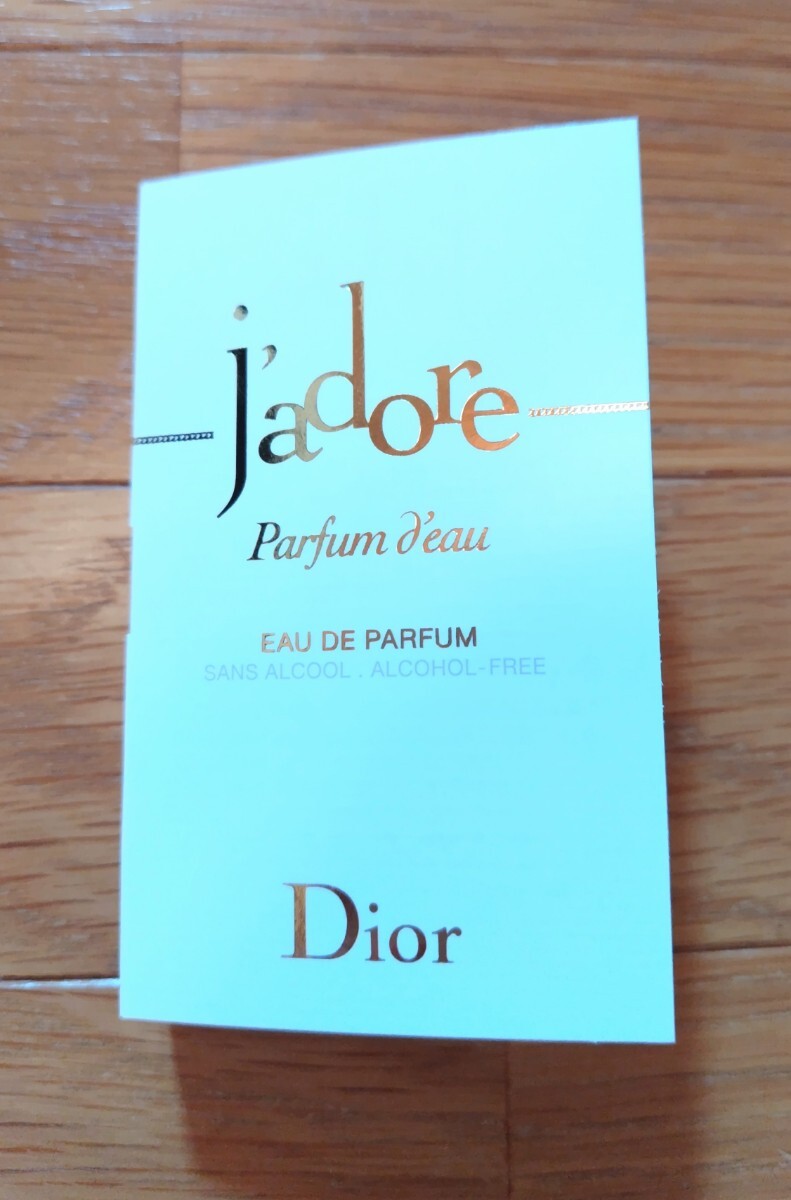 j'adore
Parfum d'eau
EAU DE PARFUM
SANS ALCOOL . ALCOHOL-FREE
Dior